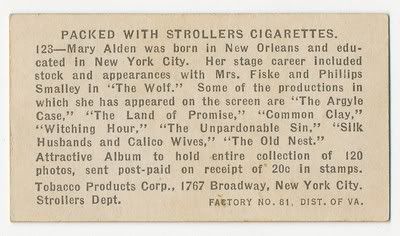 PACKED WITH STROLLERS CIGARETTES.
123—Mary Alden was born in New Orleans and edu-
cated in New York City. Her stage career included
stock and appearances with Mrs. Fiske and Phillips
Smalley in "The Wolf." Some of the productions in
which she has appeared on the screen are "The Argyle
Case," "The Land of Promise," "Common Clay,"
"Witching Hour," "The Unpardonable Sin," "Silk
Husbands and Calico Wives," "The Old Nest."
Attractive Album to hold entire collection of 120
photos, sent post-paid on receipt of 20c in stamps.
Tobacco Products Corp., 1767 Broadway, New York City.
Strollers Dept. FACTORY NO. 81, DIST. OF VA.